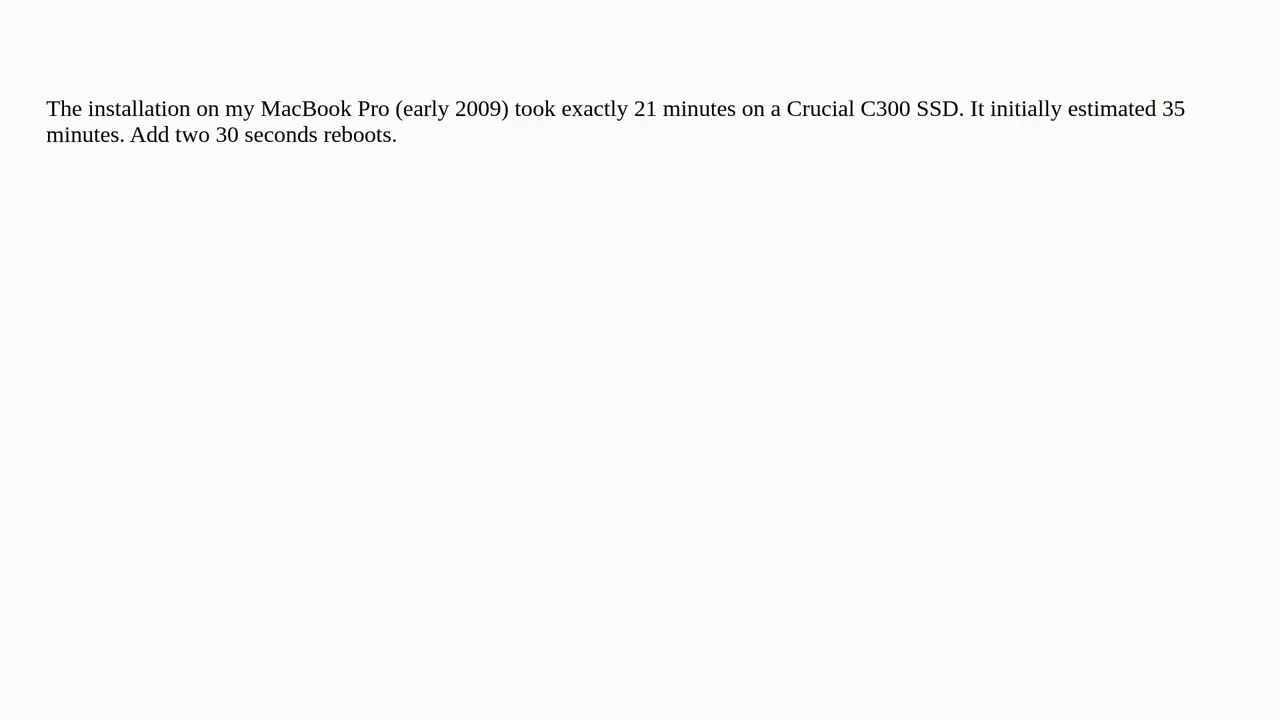 The installation on my MacBook Pro (early 2009) took exactly 21 minutes on a Crucial C300 SSD. It initially estimated 35
minutes. Add two 30 seconds reboots.